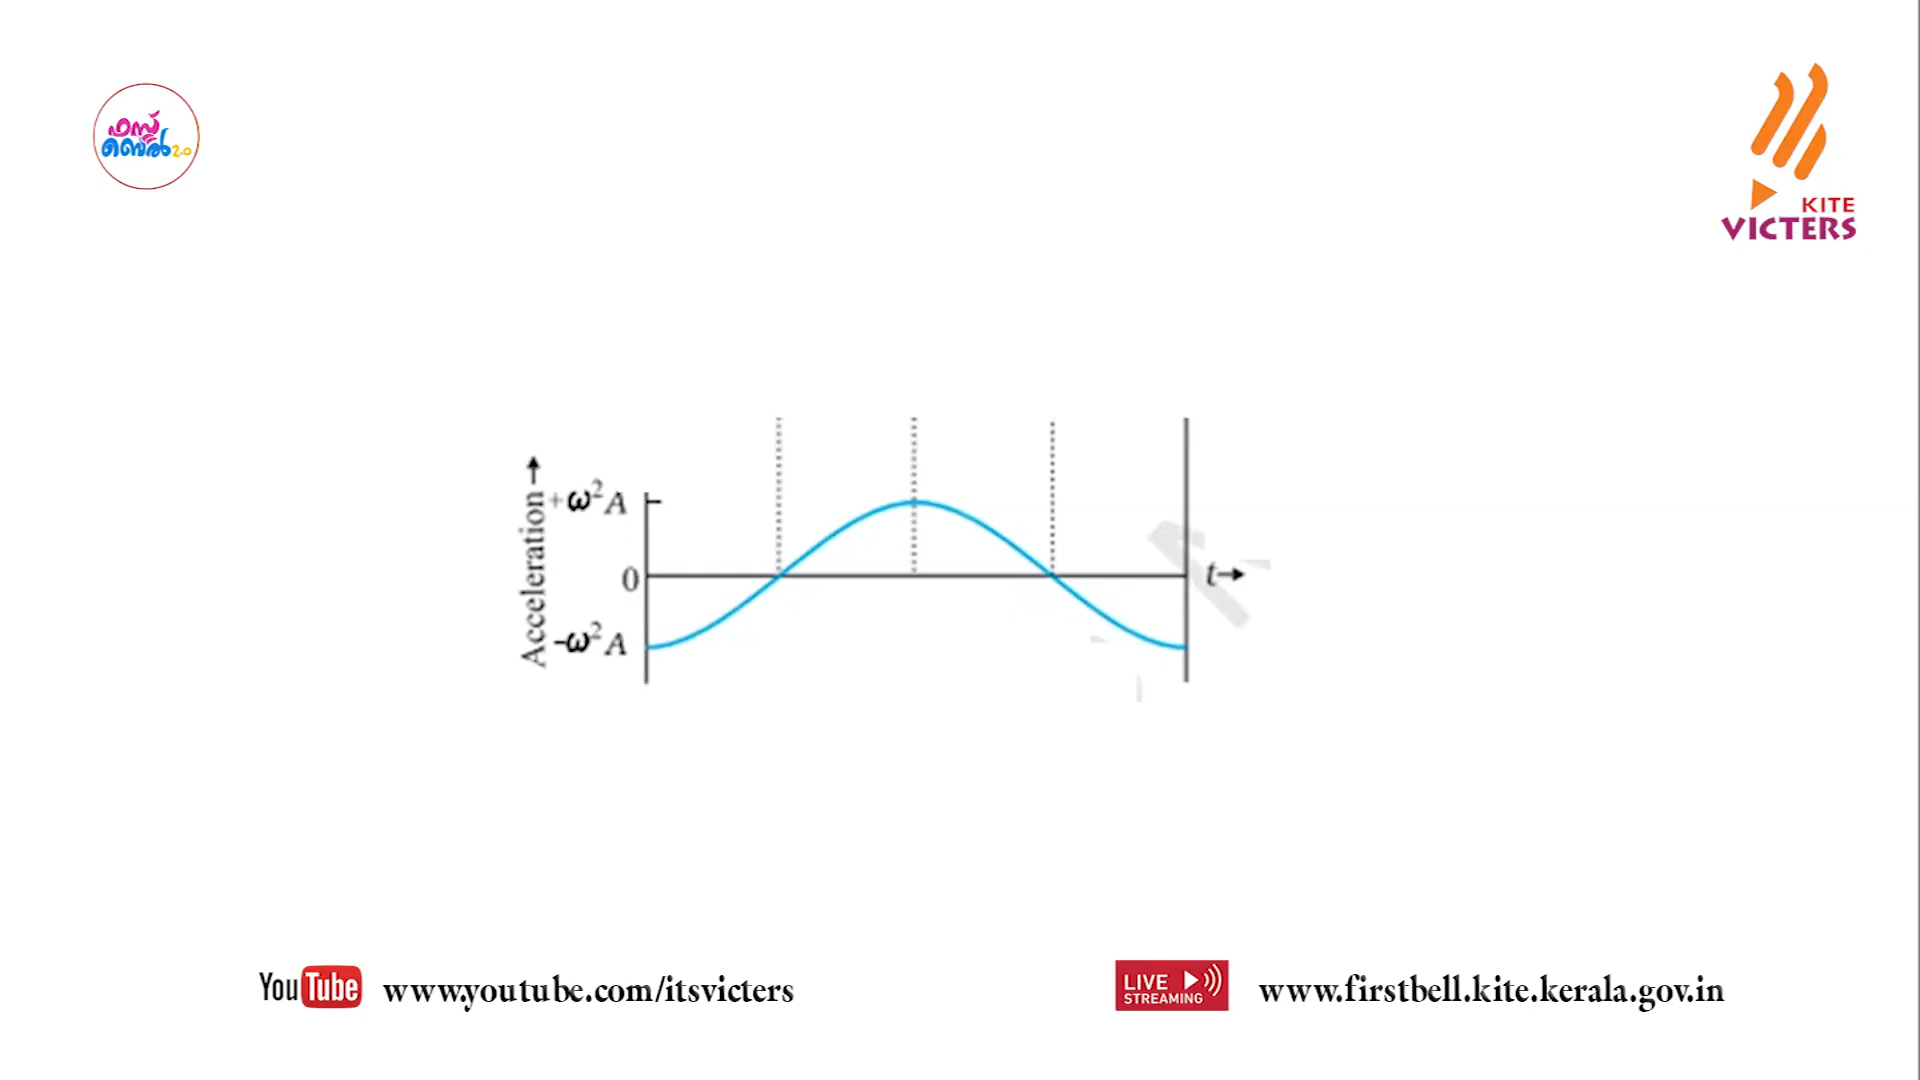 ഫസ്റ്റ്
ബെൽ 2.0
KITE
VICTERS
Acceleration→
+ω²A
0
-ω²A
t→
YouTube www.youtube.com/itsvicters
LIVE STREAMING www.firstbell.kite.kerala.gov.in